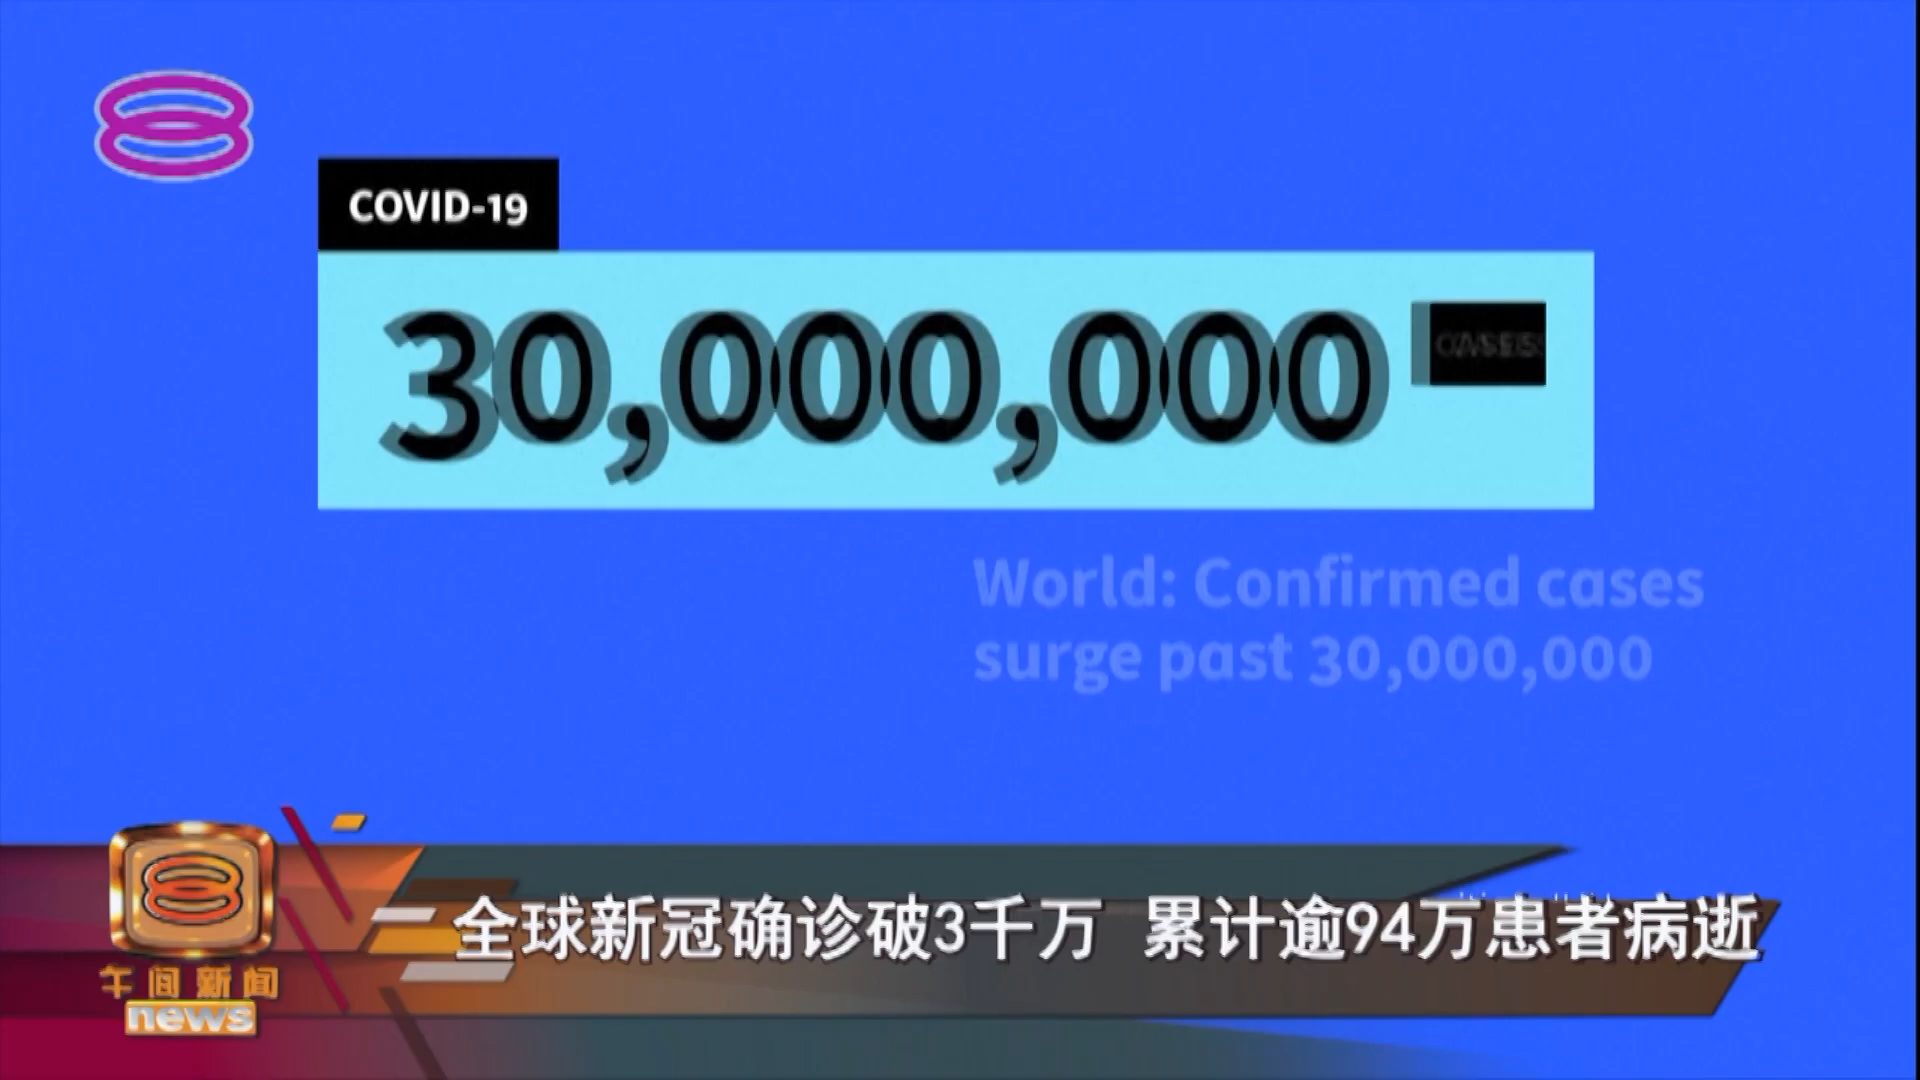 COVID-19
30,000,000
World: Confirmed cases
surge past 30,000,000
全球新冠确诊破3千万 累计逾94万患者病逝
午间新闻
news